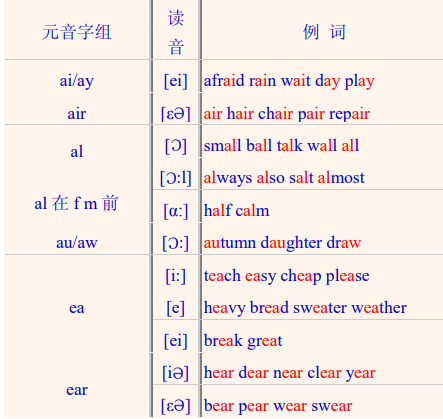 元音字组 读音 例 词
ai/ay [ei] afraid rain wait day play
air [εə] air hair chair pair repair
al [Ɔ] small ball talk wall all
[Ɔ:l] always also salt almost
al 在 f m 前 [ɑ:] half calm
au/aw [Ɔ:] autumn daughter draw
ea [i:] teach easy cheap please
[e] heavy bread sweater weather
[ei] break great
ear [iə] hear dear near clear year
[εə] bear pear wear swear